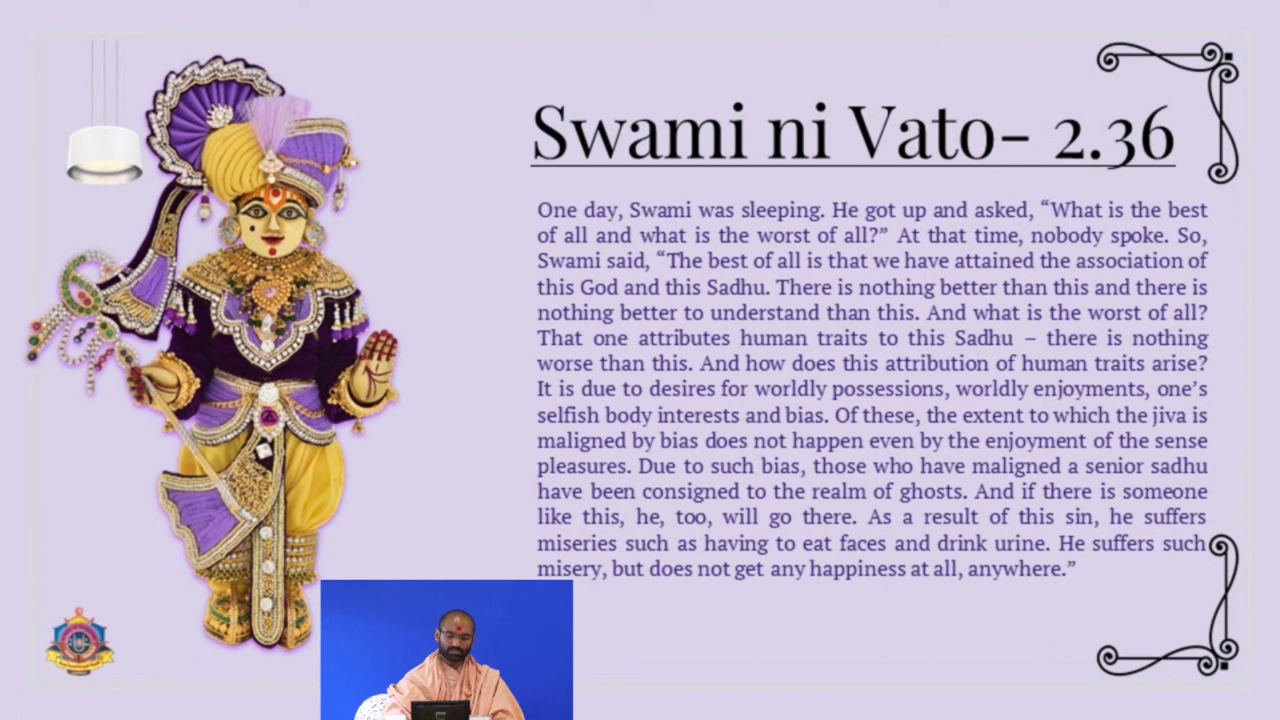 Swami ni Vato- 2.36
One day, Swami was sleeping. He got up and asked, “What is the best
of all and what is the worst of all?” At that time, nobody spoke. So,
Swami said, “The best of all is that we have attained the association of
this God and this Sadhu. There is nothing better than this and there is
nothing better to understand than this. And what is the worst of all?
That one attributes human traits to this Sadhu – there is nothing
worse than this. And how does this attribution of human traits arise?
It is due to desires for worldly possessions, worldly enjoyments, one’s
selfish body interests and bias. Of these, the extent to which the jiva is
maligned by bias does not happen even by the enjoyment of the sense
pleasures. Due to such bias, those who have maligned a senior sadhu
have been consigned to the realm of ghosts. And if there is someone
like this, he, too, will go there. As a result of this sin, he suffers
miseries such as having to eat faces and drink urine. He suffers such
misery, but does not get any happiness at all, anywhere.”